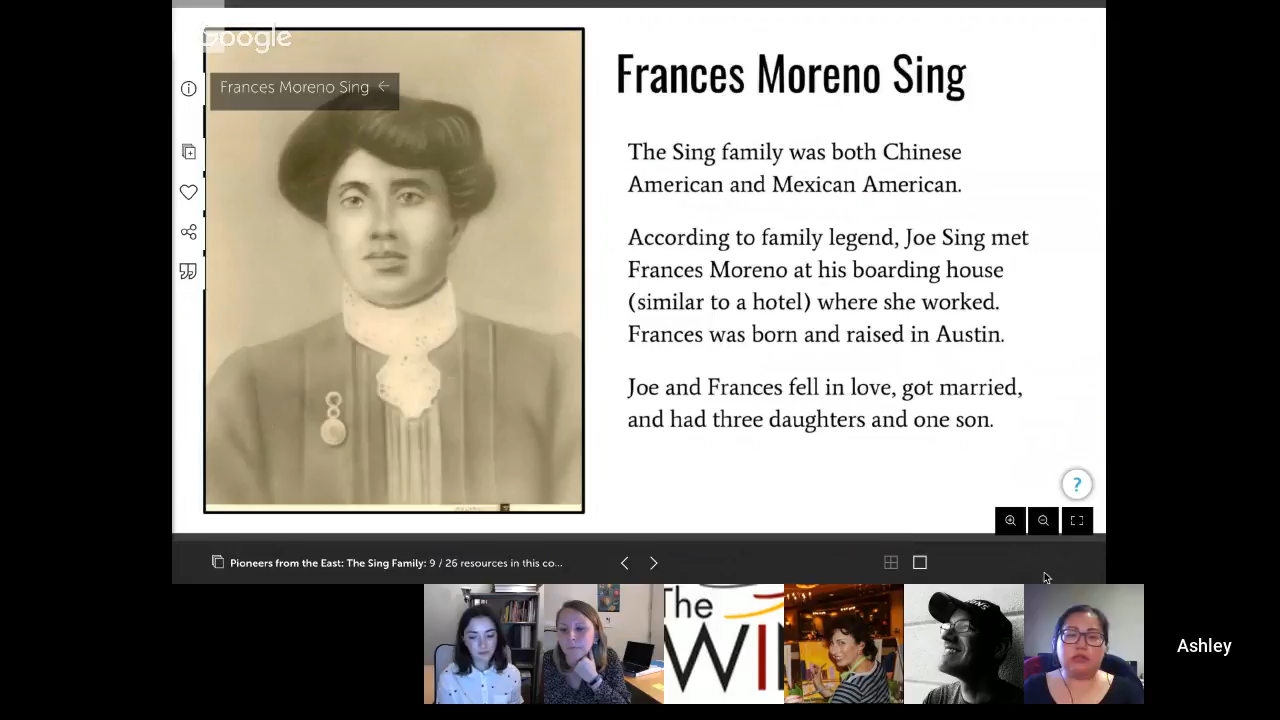 Google
Frances Moreno Sing
Frances Moreno Sing
The Sing family was both Chinese
American and Mexican American.
According to family legend, Joe Sing met
Frances Moreno at his boarding house
(similar to a hotel) where she worked.
Frances was born and raised in Austin.
Joe and Frances fell in love, got married,
and had three daughters and one son.
?
Pioneers from the East: The Sing Family: 9 / 26 resources in this co...
The
WI
Ashley